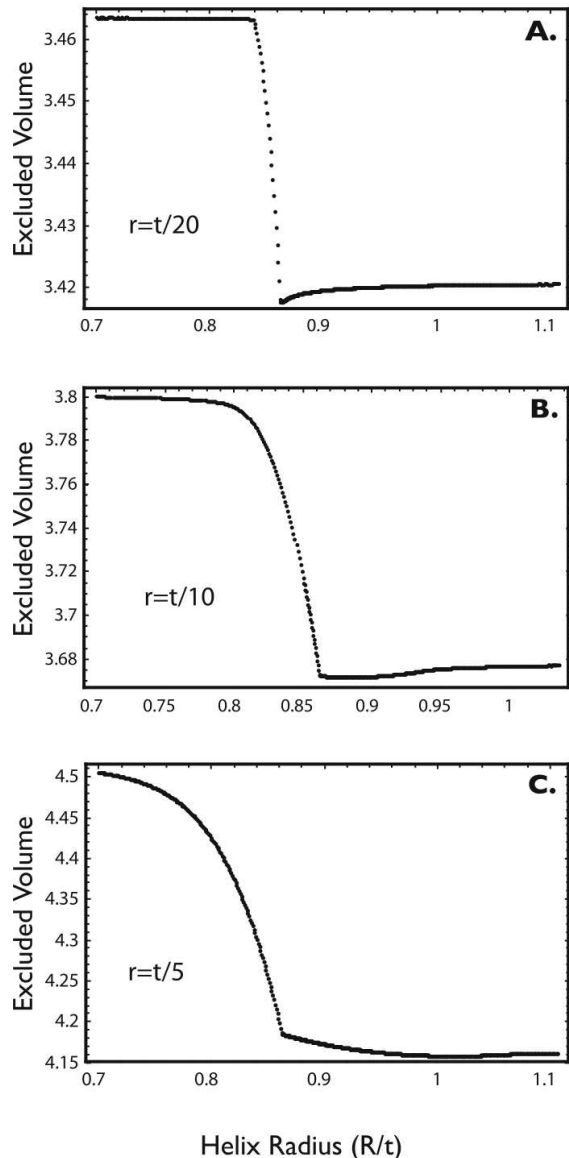 A.
Excluded Volume
3.46
3.45
3.44
3.43
3.42
r=t/20
0.7 0.8 0.9 1 1.1
B.
Excluded Volume
3.8
3.78
3.76
3.74
3.72
3.7
3.68
r=t/10
0.7 0.75 0.8 0.85 0.9 0.95 1
C.
Excluded Volume
4.5
4.45
4.4
4.35
4.3
4.25
4.2
4.15
r=t/5
0.7 0.8 0.9 1 1.1
Helix Radius (R/t)